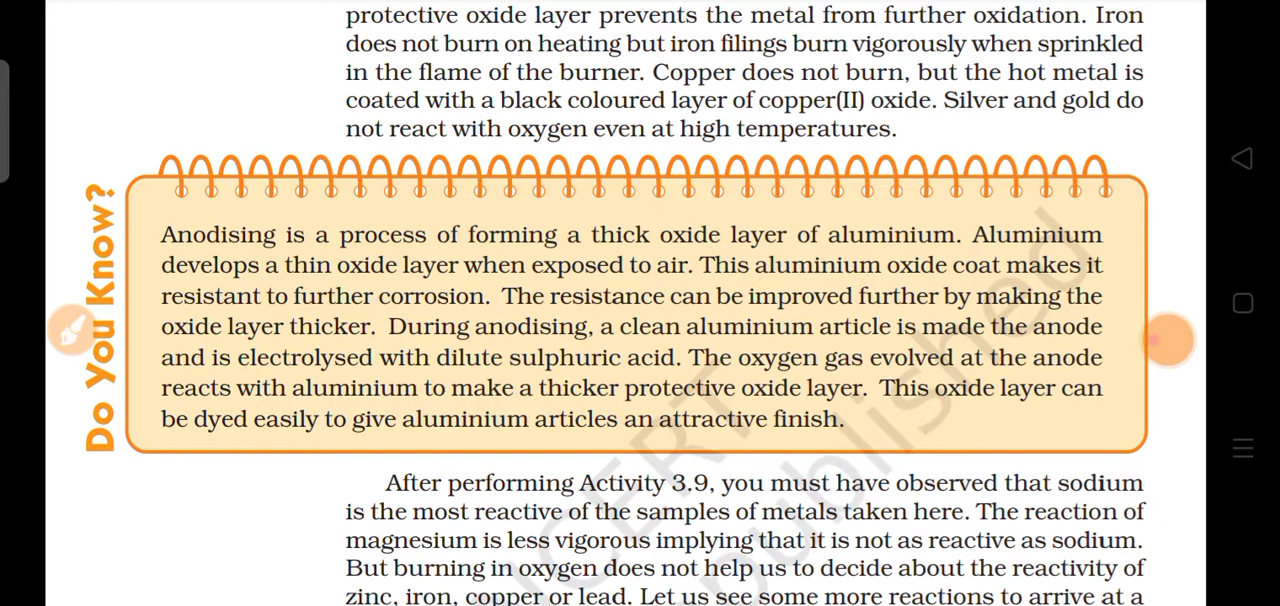 protective oxide layer prevents the metal from further oxidation. Iron
does not burn on heating but iron filings burn vigorously when sprinkled
in the flame of the burner. Copper does not burn, but the hot metal is
coated with a black coloured layer of copper(II) oxide. Silver and gold do
not react with oxygen even at high temperatures.
Do You Know?
Anodising is a process of forming a thick oxide layer of aluminium. Aluminium
develops a thin oxide layer when exposed to air. This aluminium oxide coat makes it
resistant to further corrosion. The resistance can be improved further by making the
oxide layer thicker. During anodising, a clean aluminium article is made the anode
and is electrolysed with dilute sulphuric acid. The oxygen gas evolved at the anode
reacts with aluminium to make a thicker protective oxide layer. This oxide layer can
be dyed easily to give aluminium articles an attractive finish.
After performing Activity 3.9, you must have observed that sodium
is the most reactive of the samples of metals taken here. The reaction of
magnesium is less vigorous implying that it is not as reactive as sodium.
But burning in oxygen does not help us to decide about the reactivity of
zinc, iron, copper or lead. Let us see some more reactions to arrive at a
NCERT
published